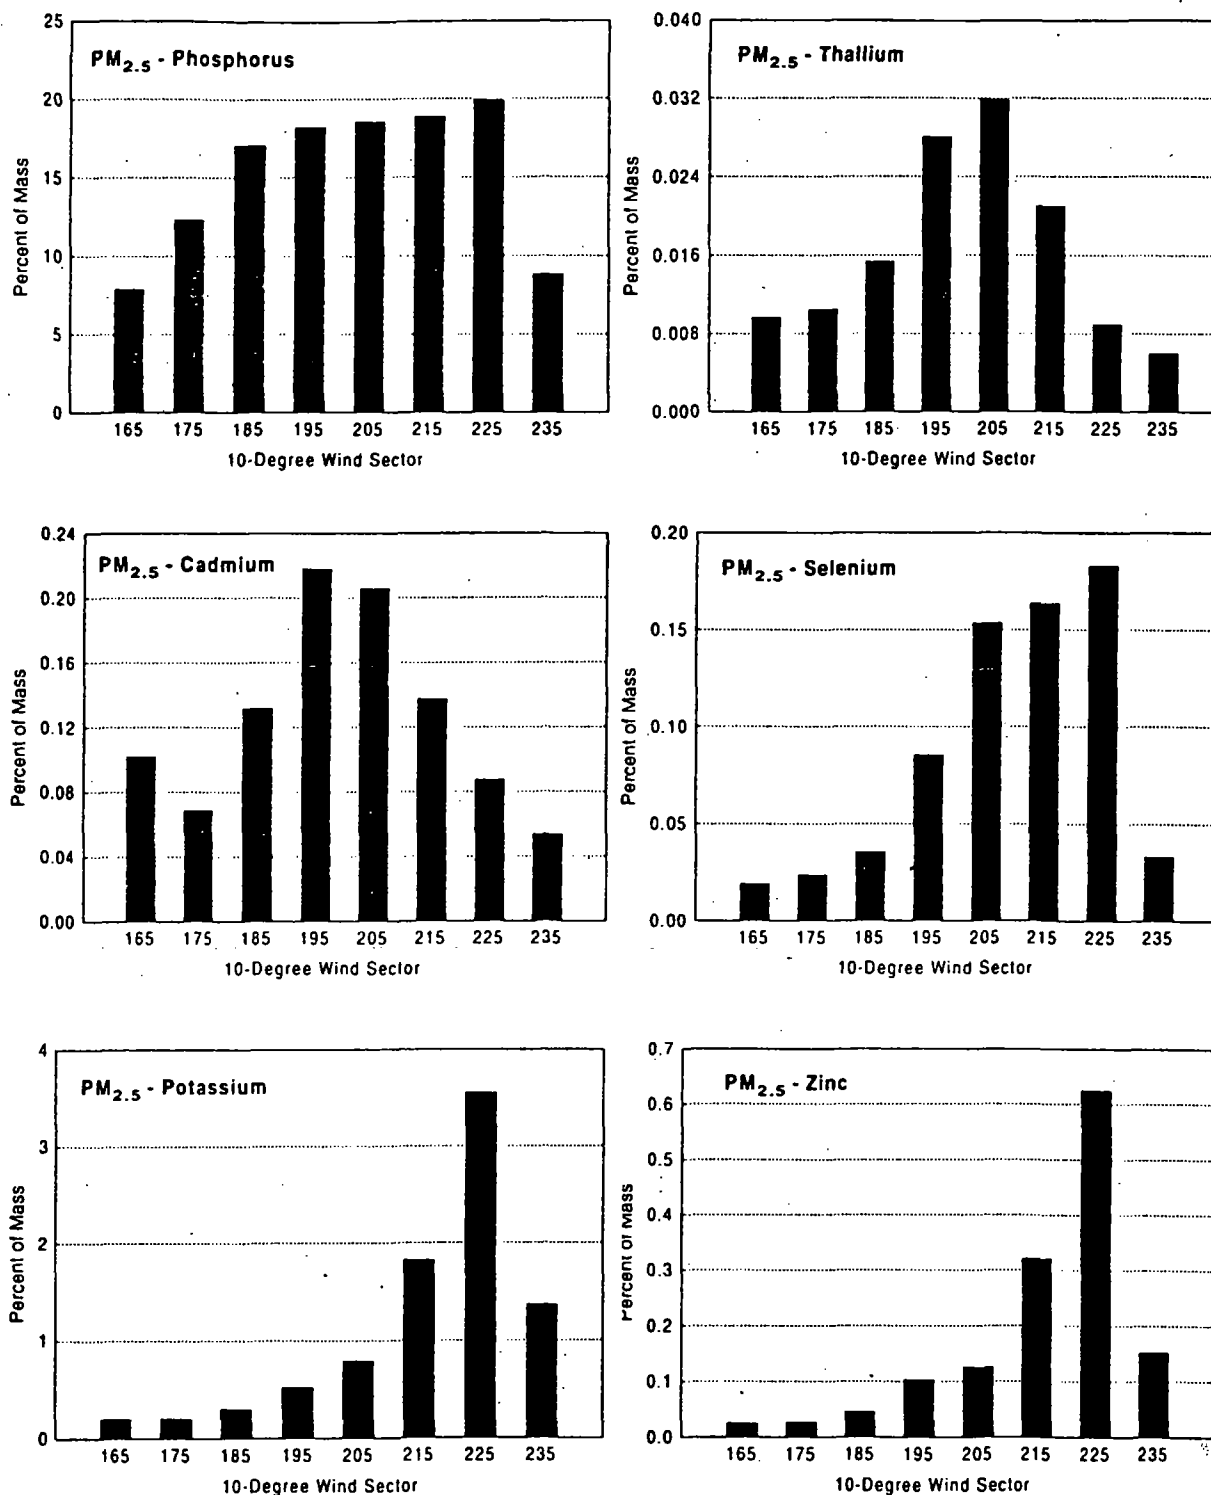 PM2.5 - Phosphorus
25
20
15
10
5
0
Percent of Mass
165 175 185 195 205 215 225 235
10-Degree Wind Sector
PM2.5 - Thallium
0.040
0.032
0.024
0.016
0.008
0.000
Percent of Mass
165 175 185 195 205 215 225 235
10-Degree Wind Sector
PM2.5 - Cadmium
0.24
0.20
0.16
0.12
0.08
0.04
0.00
Percent of Mass
165 175 185 195 205 215 225 235
10-Degree Wind Sector
PM2.5 - Selenium
0.20
0.15
0.10
0.05
0.00
Percent of Mass
165 175 185 195 205 215 225 235
10-Degree Wind Sector
PM2.5 - Potassium
4
3
2
1
0
Percent of Mass
165 175 185 195 205 215 225 235
10-Degree Wind Sector
PM2.5 - Zinc
0.7
0.6
0.5
0.4
0.3
0.2
0.1
0.0
Percent of Mass
165 175 185 195 205 215 225 235
10-Degree Wind Sector